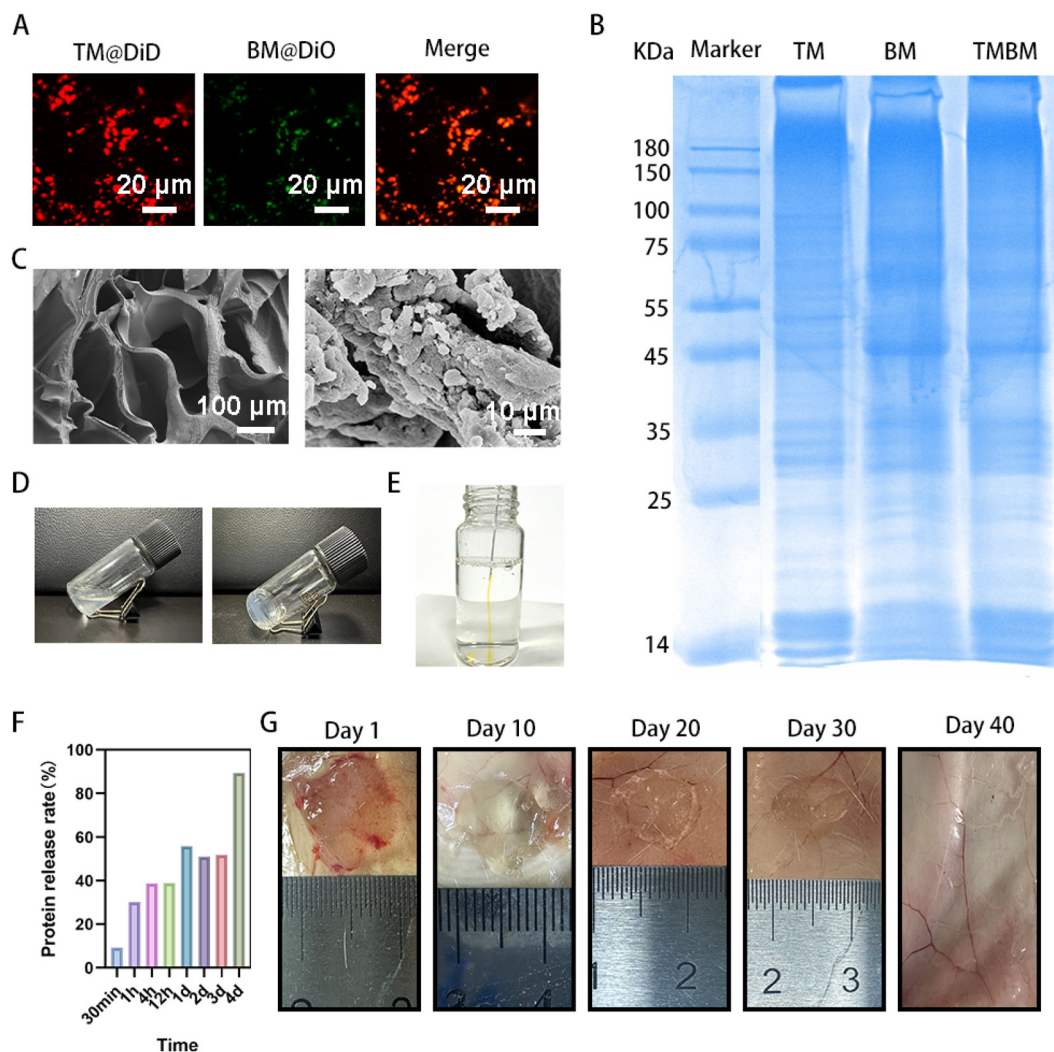 A
TM@DiD BM@DiO Merge
20 μm 20 μm 20 μm
B
KDa Marker TM BM TMBM
180
150
100
75
55
45
35
25
14
C
100 μm 10 μm
D
E
F
Protein release rate (%)
100
80
60
40
20
0
30min 1h 4h 12h 1d 2d 3d 4d
Time
G
Day 1 Day 10 Day 20 Day 30 Day 40
1 2
2 3